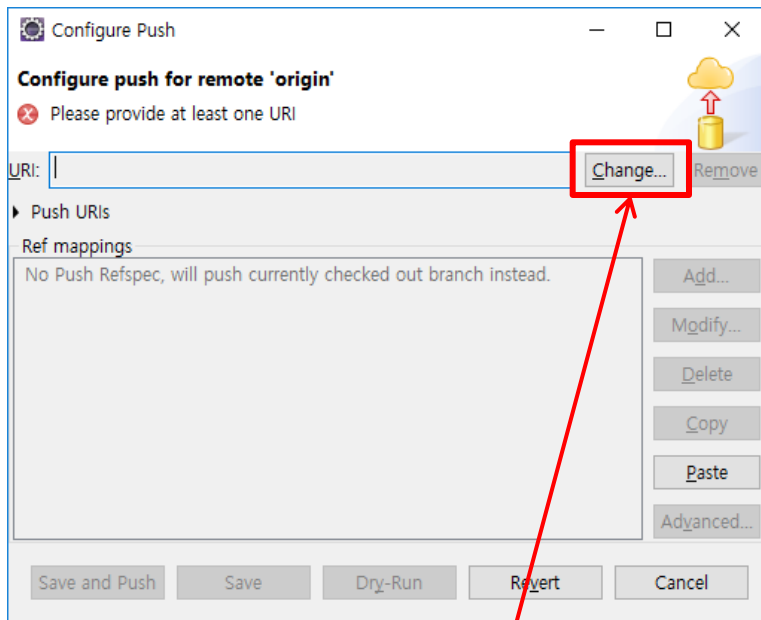 Configure Push
Configure push for remote 'origin'
Please provide at least one URI
URI: Change... Remove
Push URIs
Ref mappings
No Push Refspec, will push currently checked out branch instead.
Add...
Modify...
Delete
Copy
Paste
Advanced...
Save and Push Save Dry-Run Revert Cancel